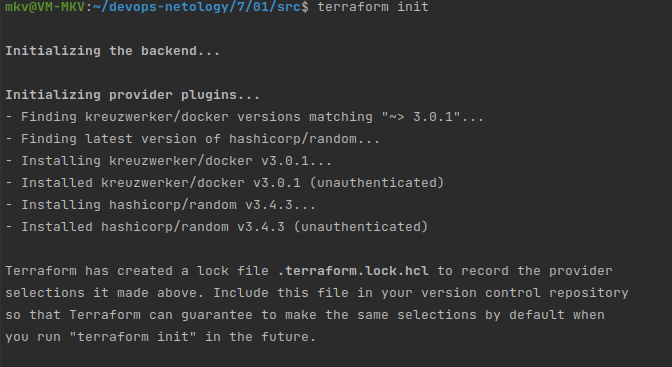 mkv@VM-MKV:~/devops-netology/7/01/src$ terraform init
Initializing the backend...
Initializing provider plugins...
- Finding kreuzwerker/docker versions matching "~> 3.0.1"...
- Finding latest version of hashicorp/random...
- Installing kreuzwerker/docker v3.0.1...
- Installed kreuzwerker/docker v3.0.1 (unauthenticated)
- Installing hashicorp/random v3.4.3...
- Installed hashicorp/random v3.4.3 (unauthenticated)
Terraform has created a lock file .terraform.lock.hcl to record the provider
selections it made above. Include this file in your version control repository
so that Terraform can guarantee to make the same selections by default when
you run "terraform init" in the future.